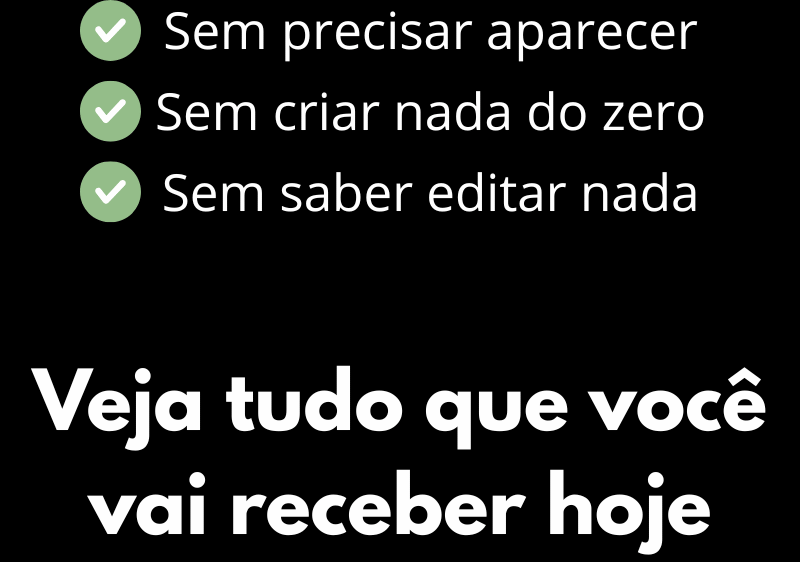 Sem precisar aparecer
Sem criar nada do zero
Sem saber editar nada
Veja tudo que você
vai receber hoje